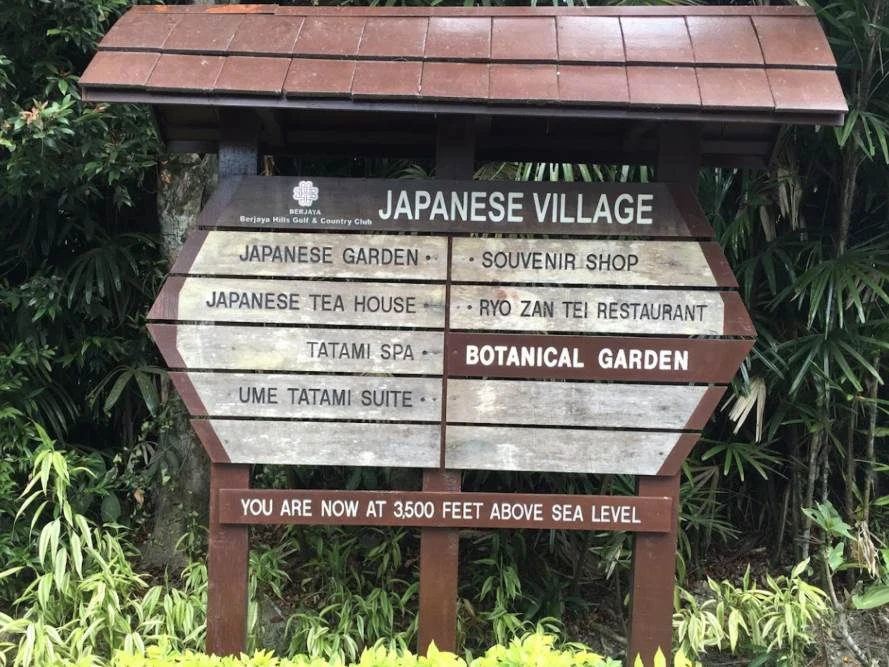 BERJAYA
Berjaya Hills Golf & Country Club
JAPANESE VILLAGE
JAPANESE GARDEN •
JAPANESE TEA HOUSE
TATAMI SPA •
UME TATAMI SUITE •
• SOUVENIR SHOP
• RYO ZAN TEI RESTAURANT
BOTANICAL GARDEN
YOU ARE NOW AT 3,500 FEET ABOVE SEA LEVEL